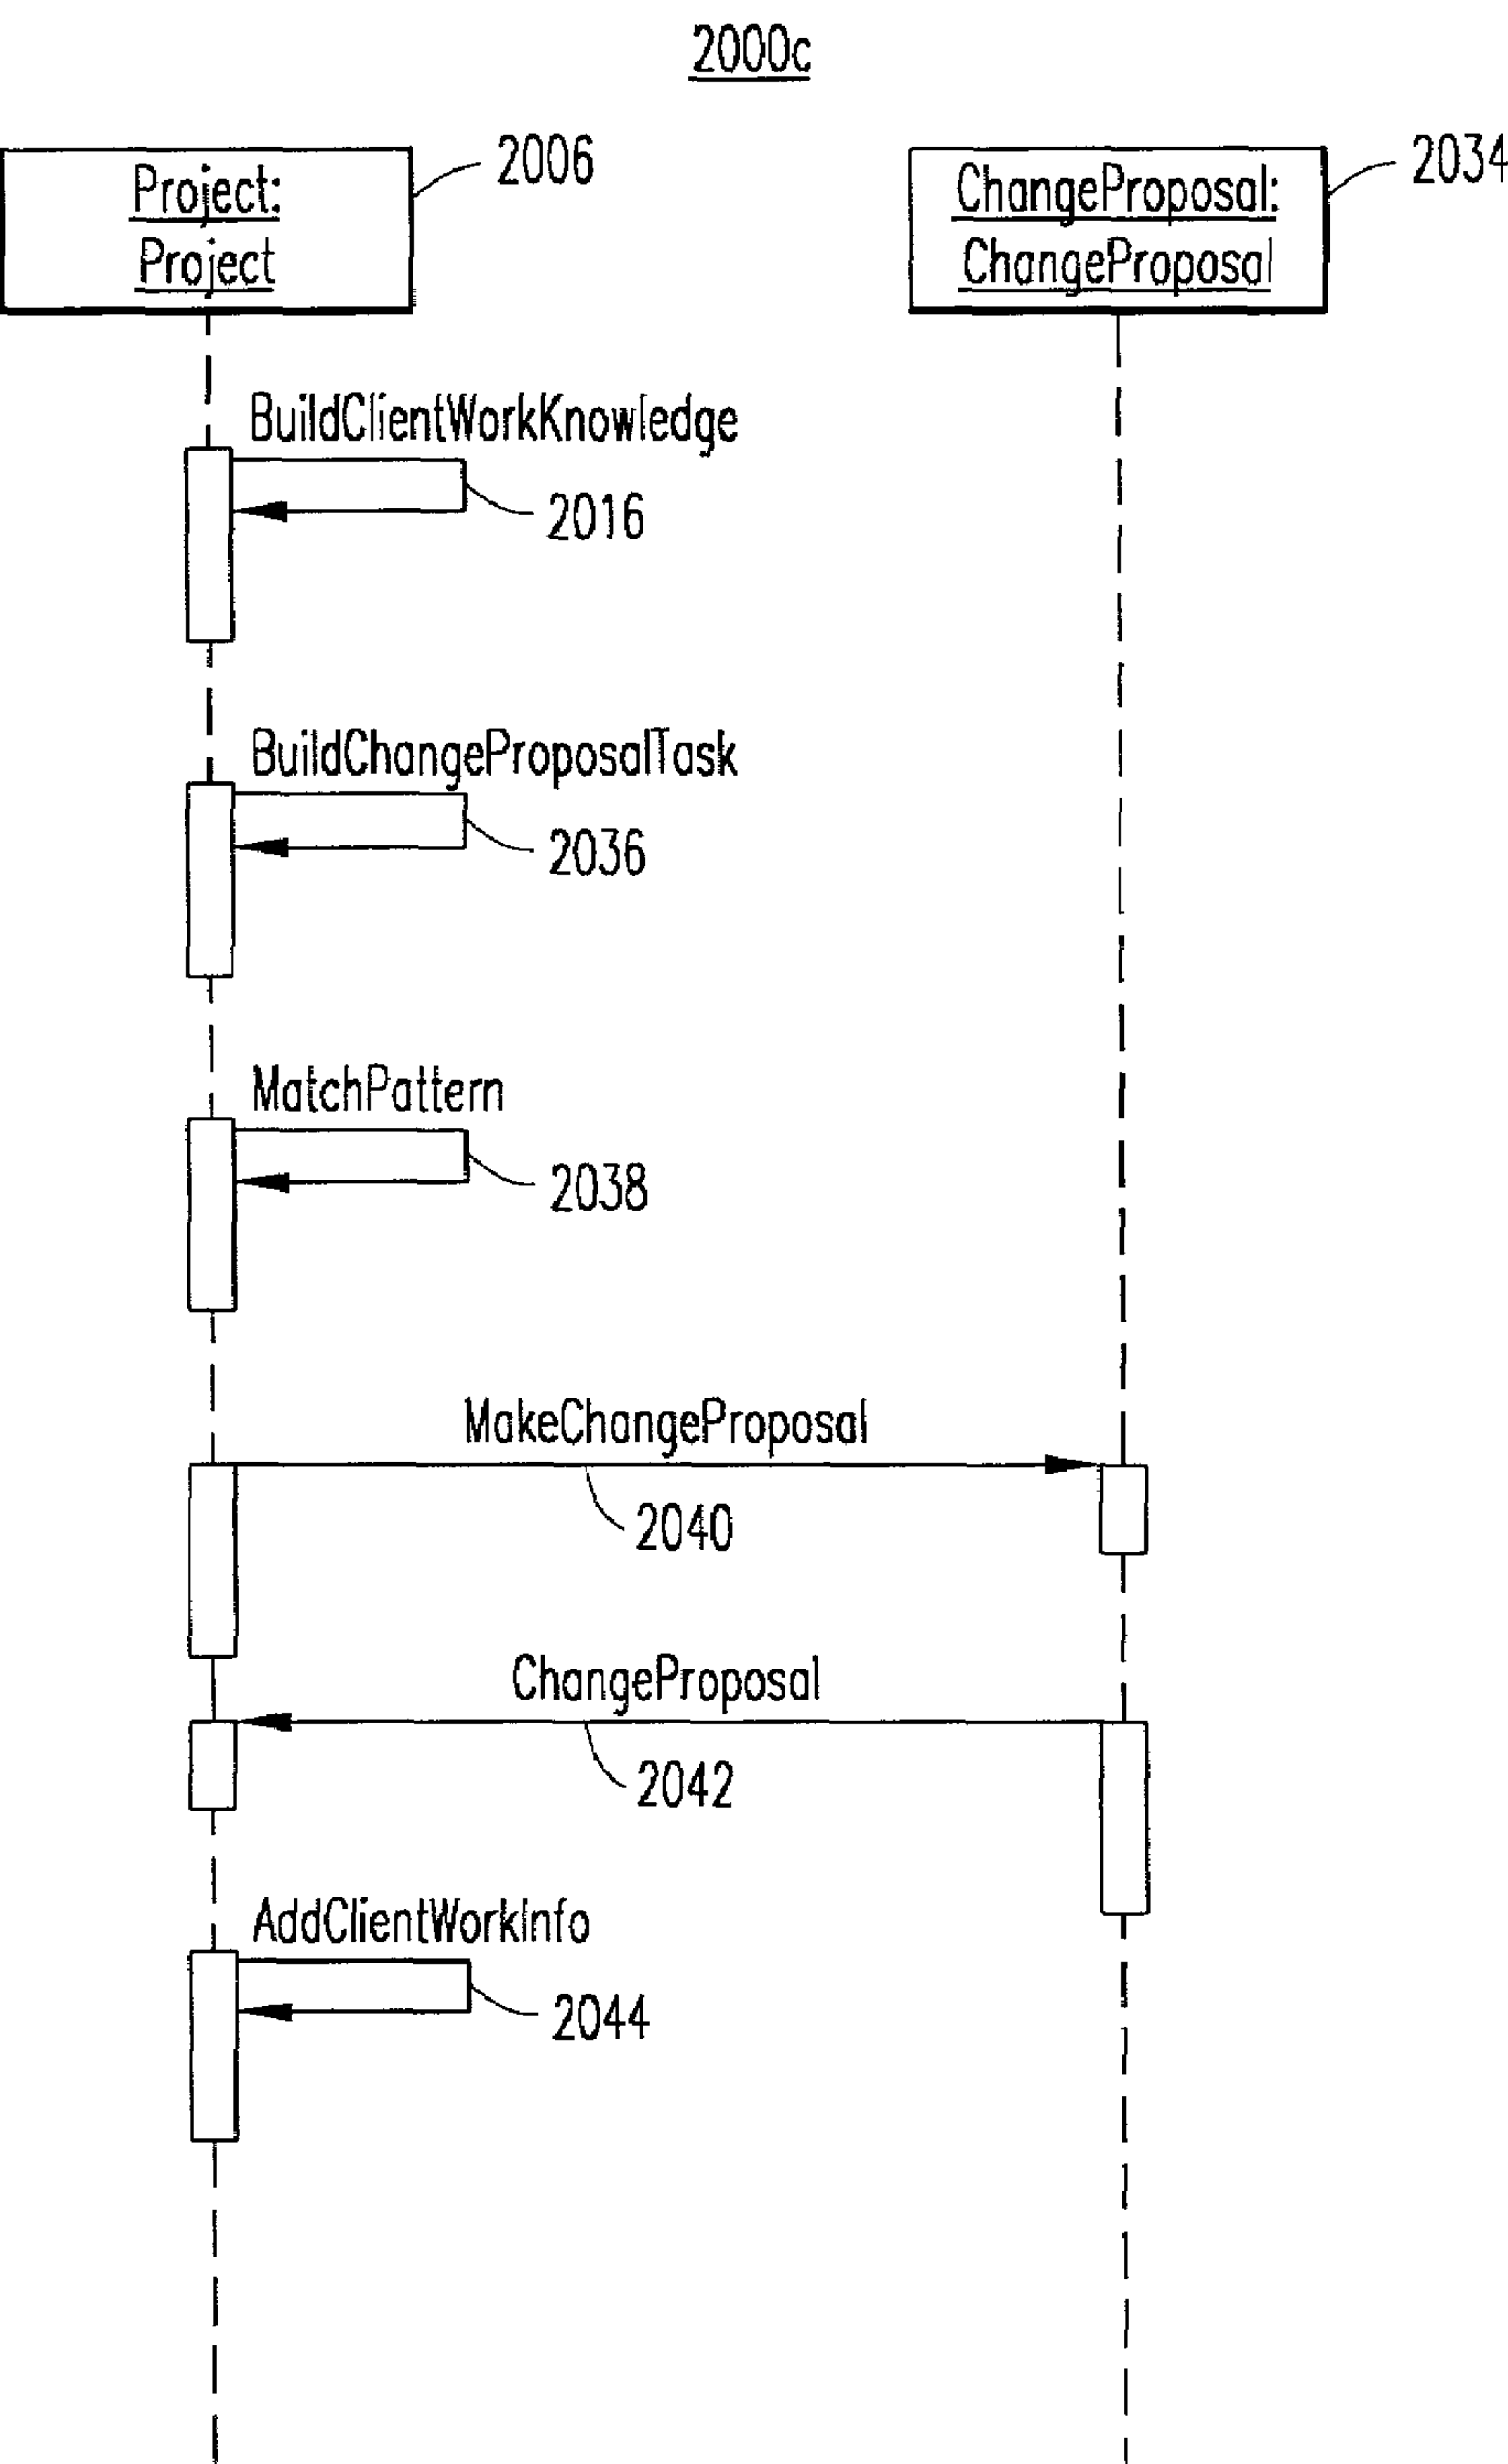 2000c
Project:
Project
2006
ChangeProposal:
ChangeProposal
2034
BuildClientWorkKnowledge
2016
BuildChangeProposalTask
2036
MatchPattern
2038
MakeChangeProposal
2040
ChangeProposal
2042
AddClientWorkInfo
2044